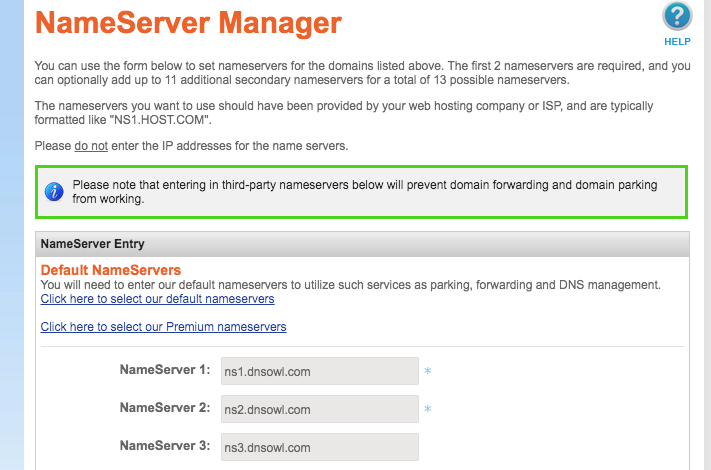 NameServer Manager
HELP
You can use the form below to set nameservers for the domains listed above. The first 2 nameservers are required, and you
can optionally add up to 11 additional secondary nameservers for a total of 13 possible nameservers.
The nameservers you want to use should have been provided by your web hosting company or ISP, and are typically
formatted like "NS1.HOST.COM".
Please do not enter the IP addresses for the name servers.
Please note that entering in third-party nameservers below will prevent domain forwarding and domain parking
from working.
NameServer Entry
Default NameServers
You will need to enter our default nameservers to utilize such services as parking, forwarding and DNS management.
Click here to select our default nameservers
Click here to select our Premium nameservers
NameServer 1: ns1.dnsowl.com *
NameServer 2: ns2.dnsowl.com *
NameServer 3: ns3.dnsowl.com